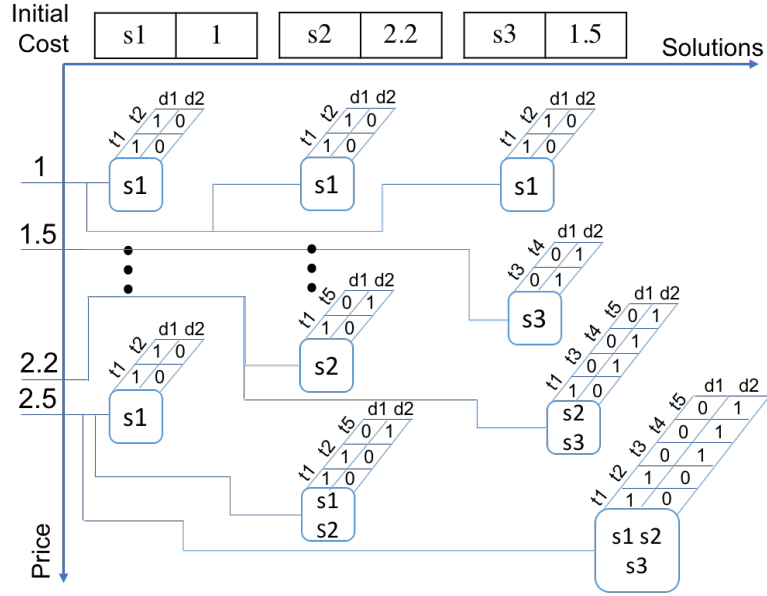 Initial Cost
s1 1
s2 2.2
s3 1.5
Solutions
d1 d2
t2 1 0
t1 1 0
s1
d1 d2
t2 1 0
t1 1 0
s1
d1 d2
t2 1 0
t1 1 0
s1
1
1.5
d1 d2
t4 0 1
t3 0 1
s3
d1 d2
t5 0 1
t1 1 0
s2
d1 d2
t5 0 1
t4 0 1
t3 0 1
t1 1 0
s2
s3
2.2
2.5
d1 d2
t2 1 0
t1 1 0
s1
d1 d2
t5 0 1
t2 1 0
t1 1 0
s1
s2
d1 d2
t5 0 1
t4 0 1
t3 0 1
t2 1 0
t1 1 0
s1 s2
s3
Price